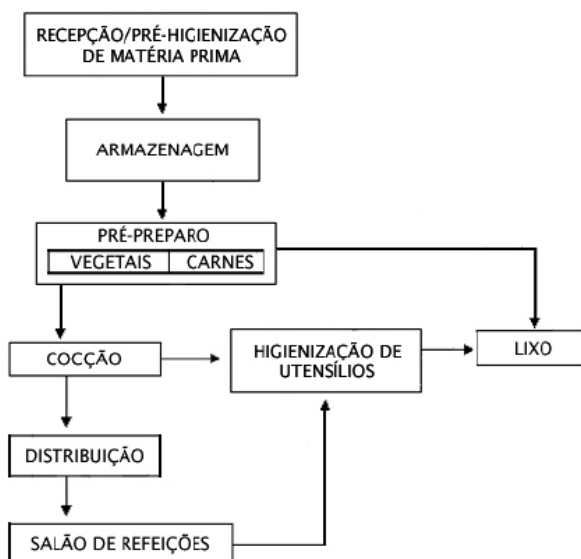 RECEPÇÃO/PRÉ-HIGIENIZAÇÃO
DE MATÉRIA PRIMA
ARMAZENAGEM
PRÉ-PREPARO
VEGETAIS CARNES
COCÇÃO
HIGIENIZAÇÃO DE
UTENSÍLIOS
LIXO
DISTRIBUIÇÃO
SALÃO DE REFEIÇÕES